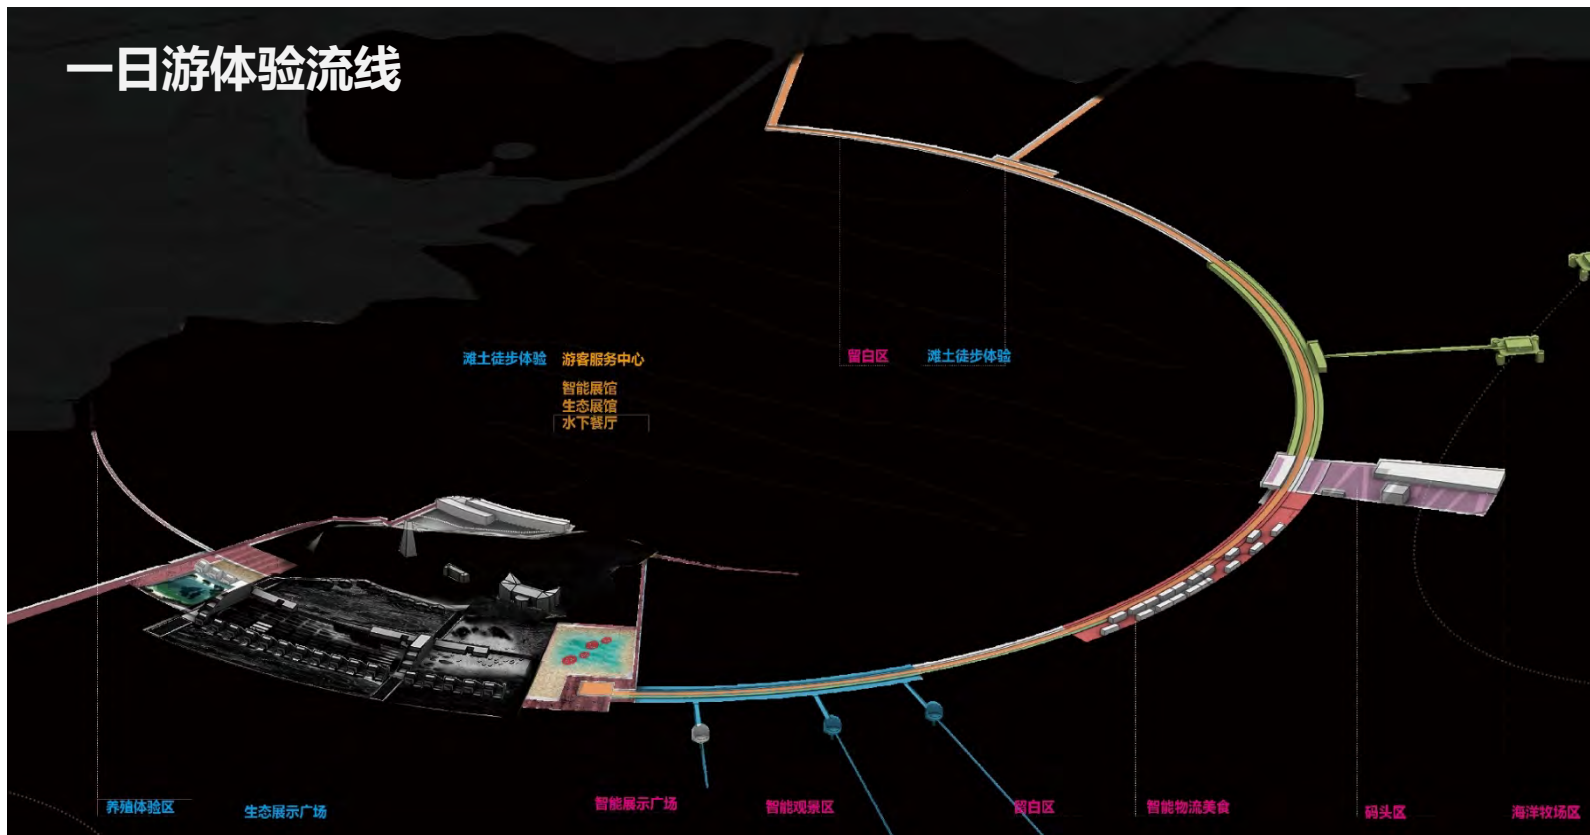 一日游体验流线
滩土徒步体验
游客服务中心
智能展馆
生态展馆
水下餐厅
留白区
滩土徒步体验
养殖体验区
生态展示广场
智能展示广场
智能观景区
留白区
智能物流美食
码头区
海洋牧场区